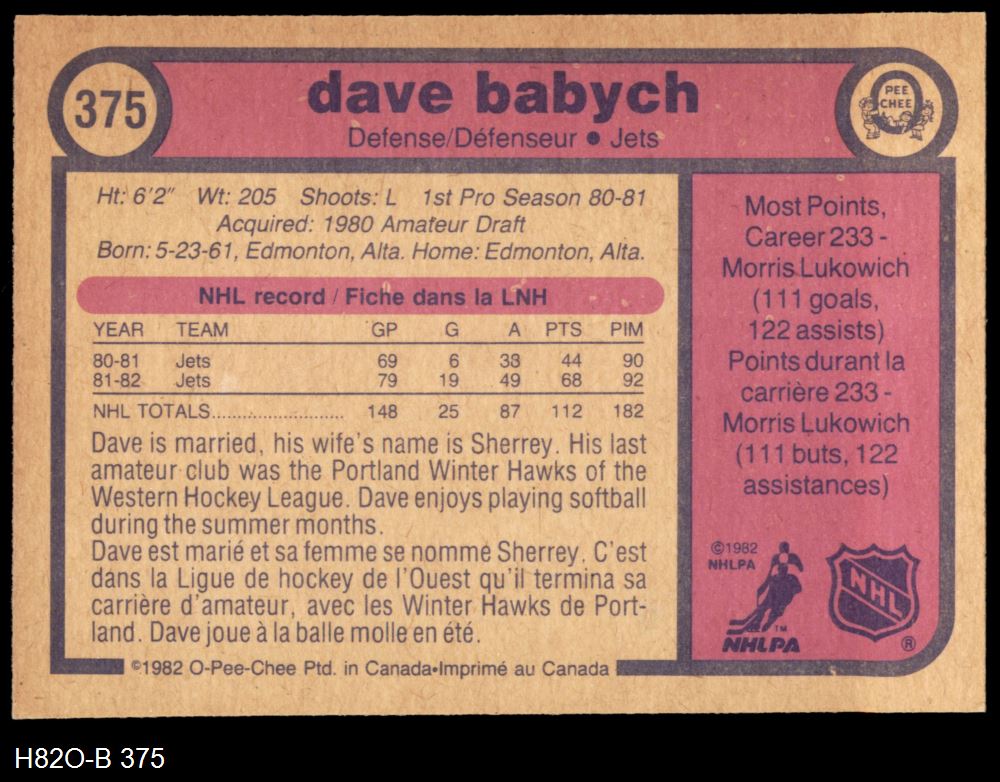 375
dave babych
Defense/Défenseur ● Jets
PEE
CHEE
Ht: 6'2" Wt: 205 Shoots: L 1st Pro Season 80-81
Acquired: 1980 Amateur Draft
Born: 5-23-61, Edmonton, Alta. Home: Edmonton, Alta.
NHL record / Fiche dans la LNH
YEAR TEAM GP G A PTS PIM
80-81 Jets 69 6 38 44 90
81-82 Jets 79 19 49 68 92
NHL TOTALS........................ 148 25 87 112 182
Dave is married, his wife's name is Sherrey. His last
amateur club was the Portland Winter Hawks of the
Western Hockey League. Dave enjoys playing softball
during the summer months.
Dave est marié et sa femme se nomme Sherrey. C'est
dans la Ligue de hockey de l'Ouest qu'il termina sa
carrière d'amateur, avec les Winter Hawks de Port-
land. Dave joue à la balle molle en été.
Most Points,
Career 233 -
Morris Lukowich
(111 goals,
122 assists)
Points durant la
carrière 233 -
Morris Lukowich
(111 buts, 122
assistances)
©1982
NHLPA
TM
NHLPA
NHL
®
©1982 O-Pee-Chee Ptd. in Canada•Imprimé au Canada
H82O-B 375